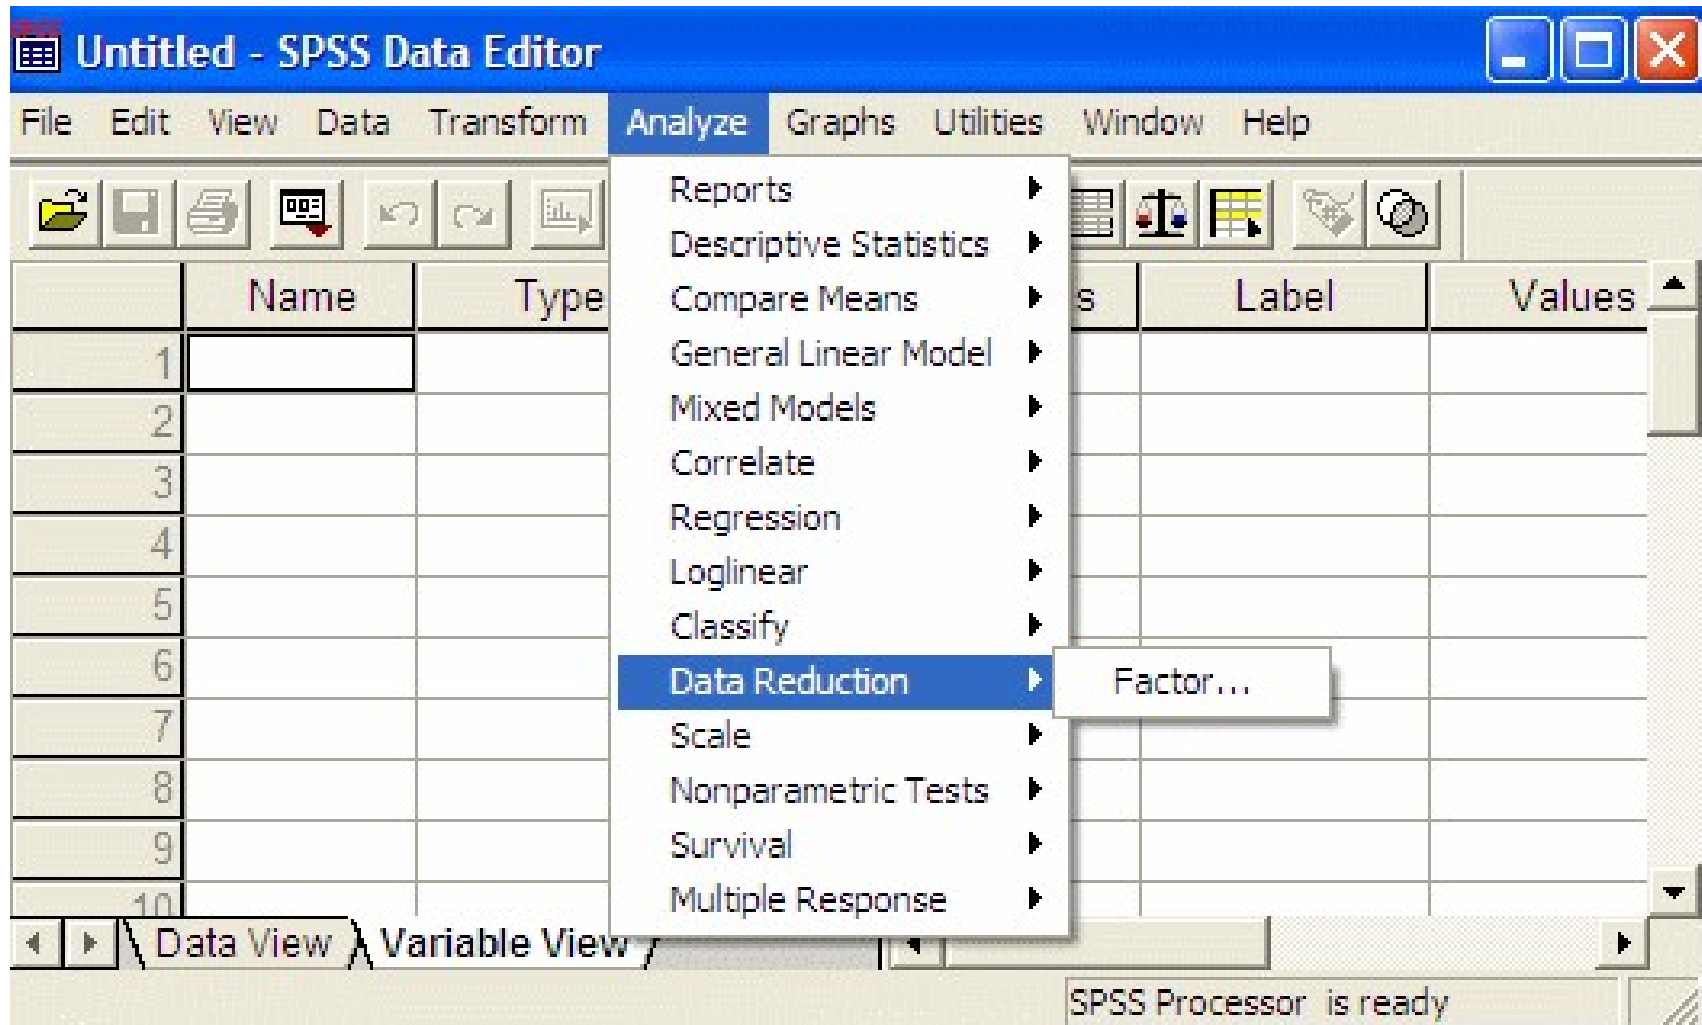 SPSS
Untitled - SPSS Data Editor
File Edit View Data Transform Analyze Graphs Utilities Window Help
Reports
Descriptive Statistics
Compare Means
General Linear Model
Mixed Models
Correlate
Regression
Loglinear
Classify
Data Reduction
Factor...
Scale
Nonparametric Tests
Survival
Multiple Response
Name Type s Label Values
1
2
3
4
5
6
7
8
9
10
Data View Variable View
SPSS Processor is ready